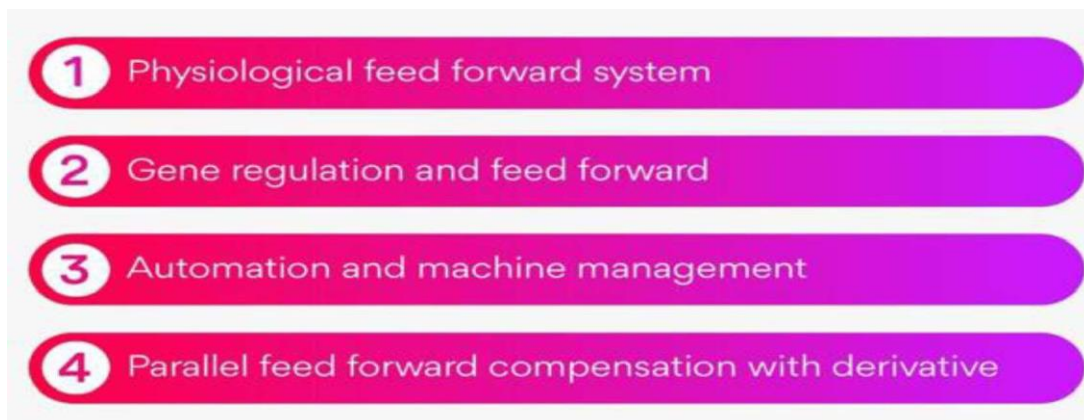 1 Physiological feed forward system
2 Gene regulation and feed forward
3 Automation and machine management
4 Parallel feed forward compensation with derivative